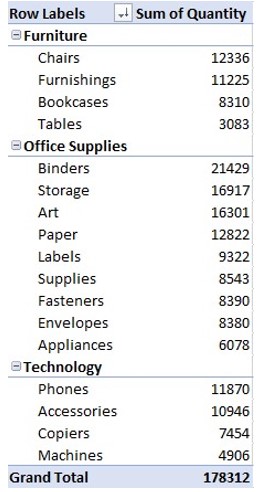 Row Labels Sum of Quantity
Furniture
Chairs 12336
Furnishings 11225
Bookcases 8310
Tables 3083
Office Supplies
Binders 21429
Storage 16917
Art 16301
Paper 12822
Labels 9322
Supplies 8543
Fasteners 8390
Envelopes 8380
Appliances 6078
Technology
Phones 11870
Accessories 10946
Copiers 7454
Machines 4906
Grand Total 178312